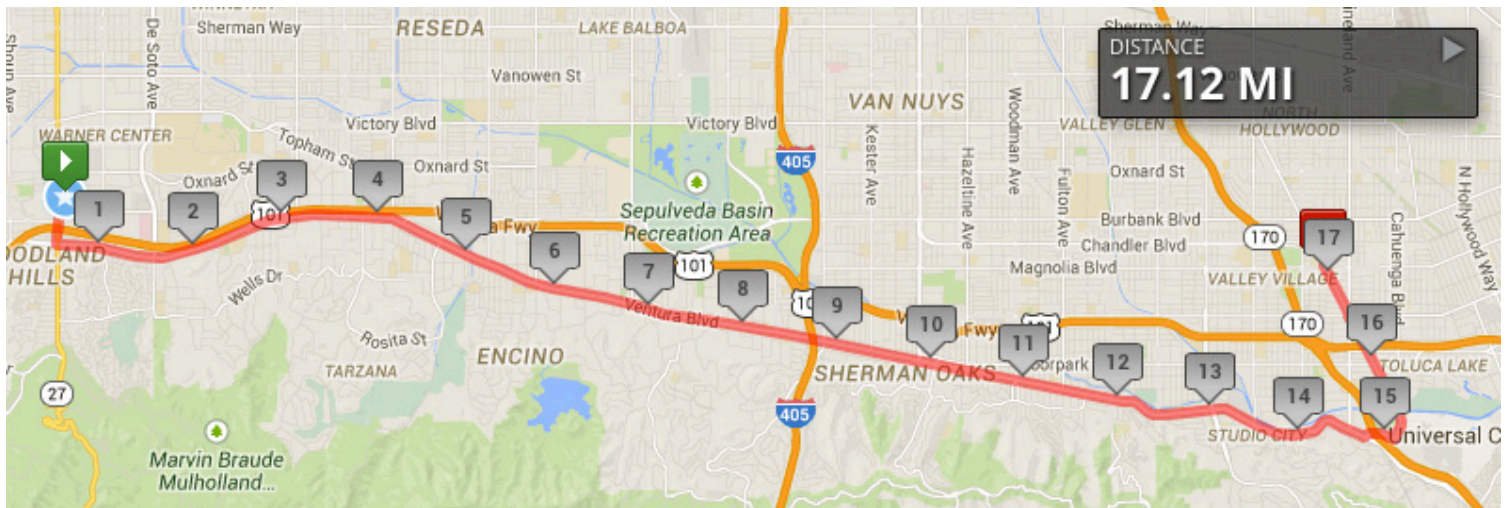 Shoup Ave
De Soto Ave
Sherman Way
RESEDA
LAKE BALBOA
Vanowen St
405
VAN NUYS
Kester Ave
Woodman Ave
Hazeltine Ave
Fulton Ave
Sherman Way
DISTANCE
17.12 MI
VALLEY GLEN
NORTH
HOLLYWOOD
WARNER CENTER
Topham St
Victory Blvd
Victory Blvd
Oxnard St
Oxnard St
Oxnard St
N Hollywood Way
Cahuenga Blvd
1
2
3
101
4
5
6
7
8
9
10
11
12
13
14
15
16
17
Sepulveda Basin
Recreation Area
101
Burbank Blvd
Chandler Blvd
Magnolia Blvd
170
VALLEY VILLAGE
170
HILLS
Wells Dr
Rosita St
TARZANA
ENCINO
Ventura Blvd
SHERMAN OAKS
TOLUCA LAKE
STUDIO CITY
27
405
Marvin Braude
Mulholland...